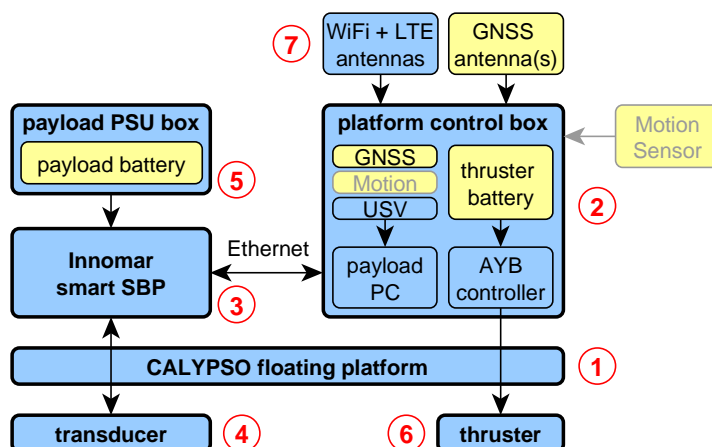 7
WiFi + LTE
antennas
GNSS
antenna(s)
payload PSU box
payload battery
5
platform control box
GNSS
Motion
USV
thruster
battery
2
Motion
Sensor
Innomar
smart SBP
3
Ethernet
payload
PC
AYB
controller
CALYPSO floating platform
1
transducer
4
6
thruster